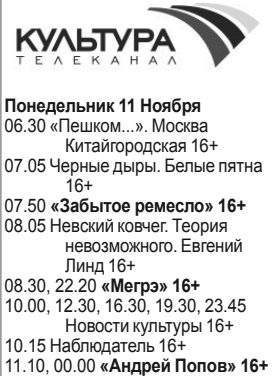 КУЛЬТУРА
ТЕЛЕКАНАЛ
Понедельник 11 Ноября
06.30 «Пешком...». Москва
Китайгородская 16+
07.05 Черные дыры. Белые пятна
16+
07.50 «Забытое ремесло» 16+
08.05 Невский ковчег. Теория
невозможного. Евгений
Линд 16+
08.30, 22.20 «Мегрэ» 16+
10.00, 12.30, 16.30, 19.30, 23.45
Новости культуры 16+
10.15 Наблюдатель 16+
11.10, 00.00 «Андрей Попов» 16+